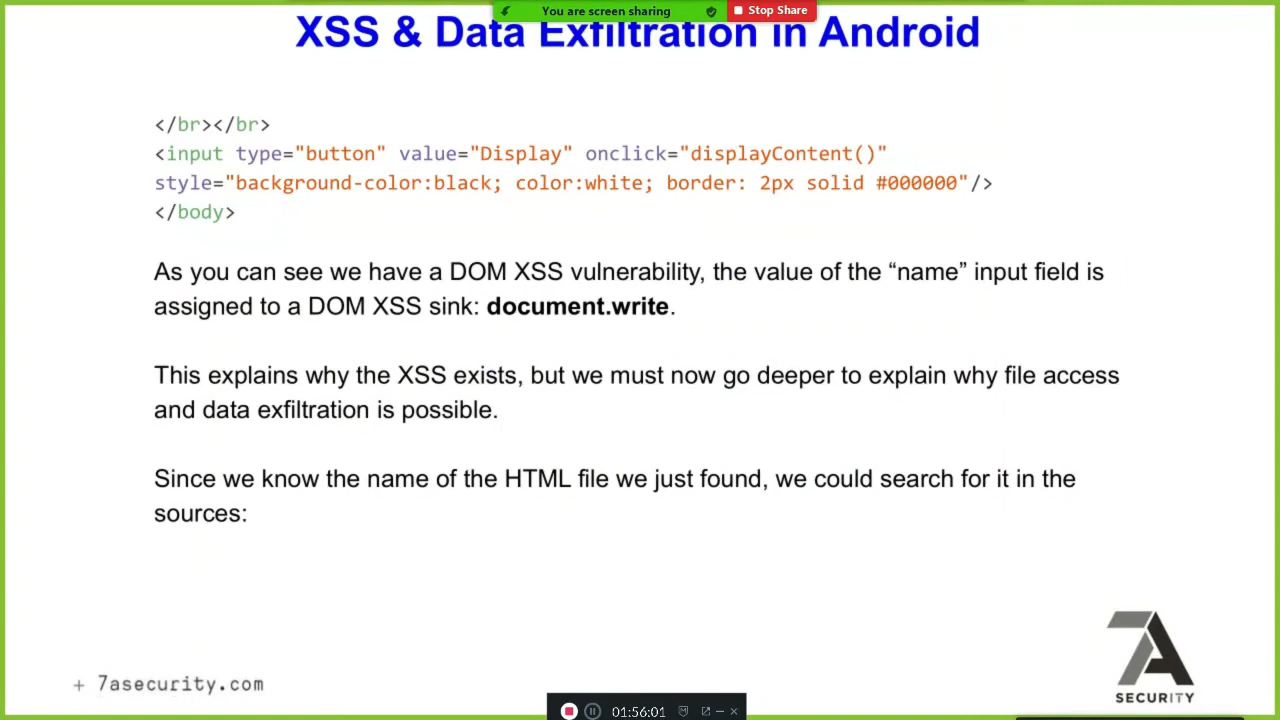 You are screen sharing
Stop Share
XSS & Data Exfiltration in Android
</br></br>
<input type="button" value="Display" onclick="displayContent()"
style="background-color:black; color:white; border: 2px solid #000000"/>
</body>
As you can see we have a DOM XSS vulnerability, the value of the “name” input field is
assigned to a DOM XSS sink: document.write.
This explains why the XSS exists, but we must now go deeper to explain why file access
and data exfiltration is possible.
Since we know the name of the HTML file we just found, we could search for it in the
sources:
7A
SECURITY
+ 7asecurity.com
01:56:01